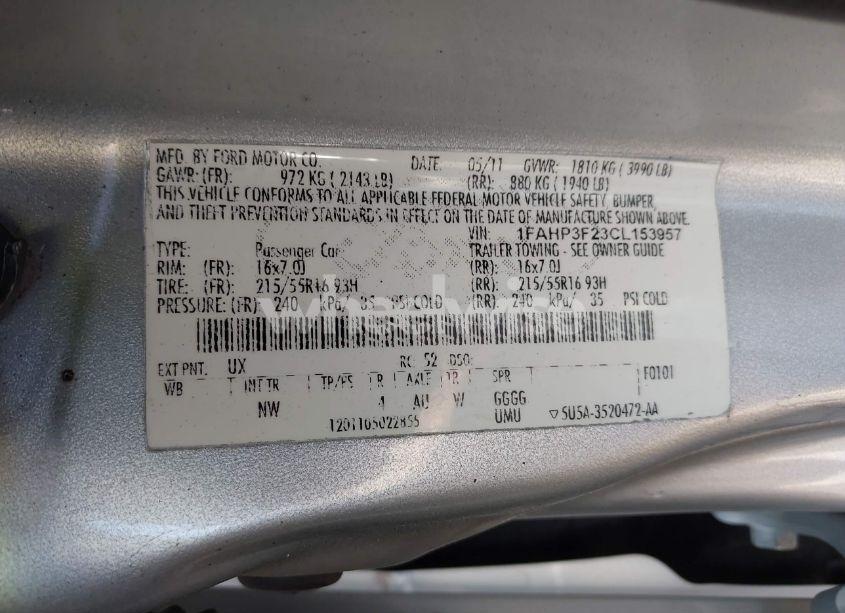 MFD. BY FORD MOTOR CO. DATE: 05/11 GVWR: 1810 KG ( 3990 LB)
GAWR: (FR): 972 KG ( 2143 LB) (RR): 880 KG ( 1940 LB)
THIS VEHICLE CONFORMS TO ALL APPLICABLE FEDERAL MOTOR VEHICLE SAFETY, BUMPER,
AND THEFT PREVENTION STANDARDS IN EFFECT ON THE DATE OF MANUFACTURE SHOWN ABOVE.
VIN: 1FAHP3F23CL153957
TYPE: Passenger Car TRAILER TOWING - SEE OWNER GUIDE
RIM: (FR): 16x7.0J (RR): 16x7.0J
TIRE: (FR): 215/55R16 93H (RR): 215/55R16 93H
PRESSURE: (FR) 240 kPa/ 35 PSI COLD (RR): 240 kPa/ 35 PSI COLD
EXT PNT. UX RC: 52 DSO:
WB INT TR TP/PS R AXLE TR SPR F0101
NW 4 AU W GGGG
1201105022855 UMU ▽ 5U5A-3520472-AA